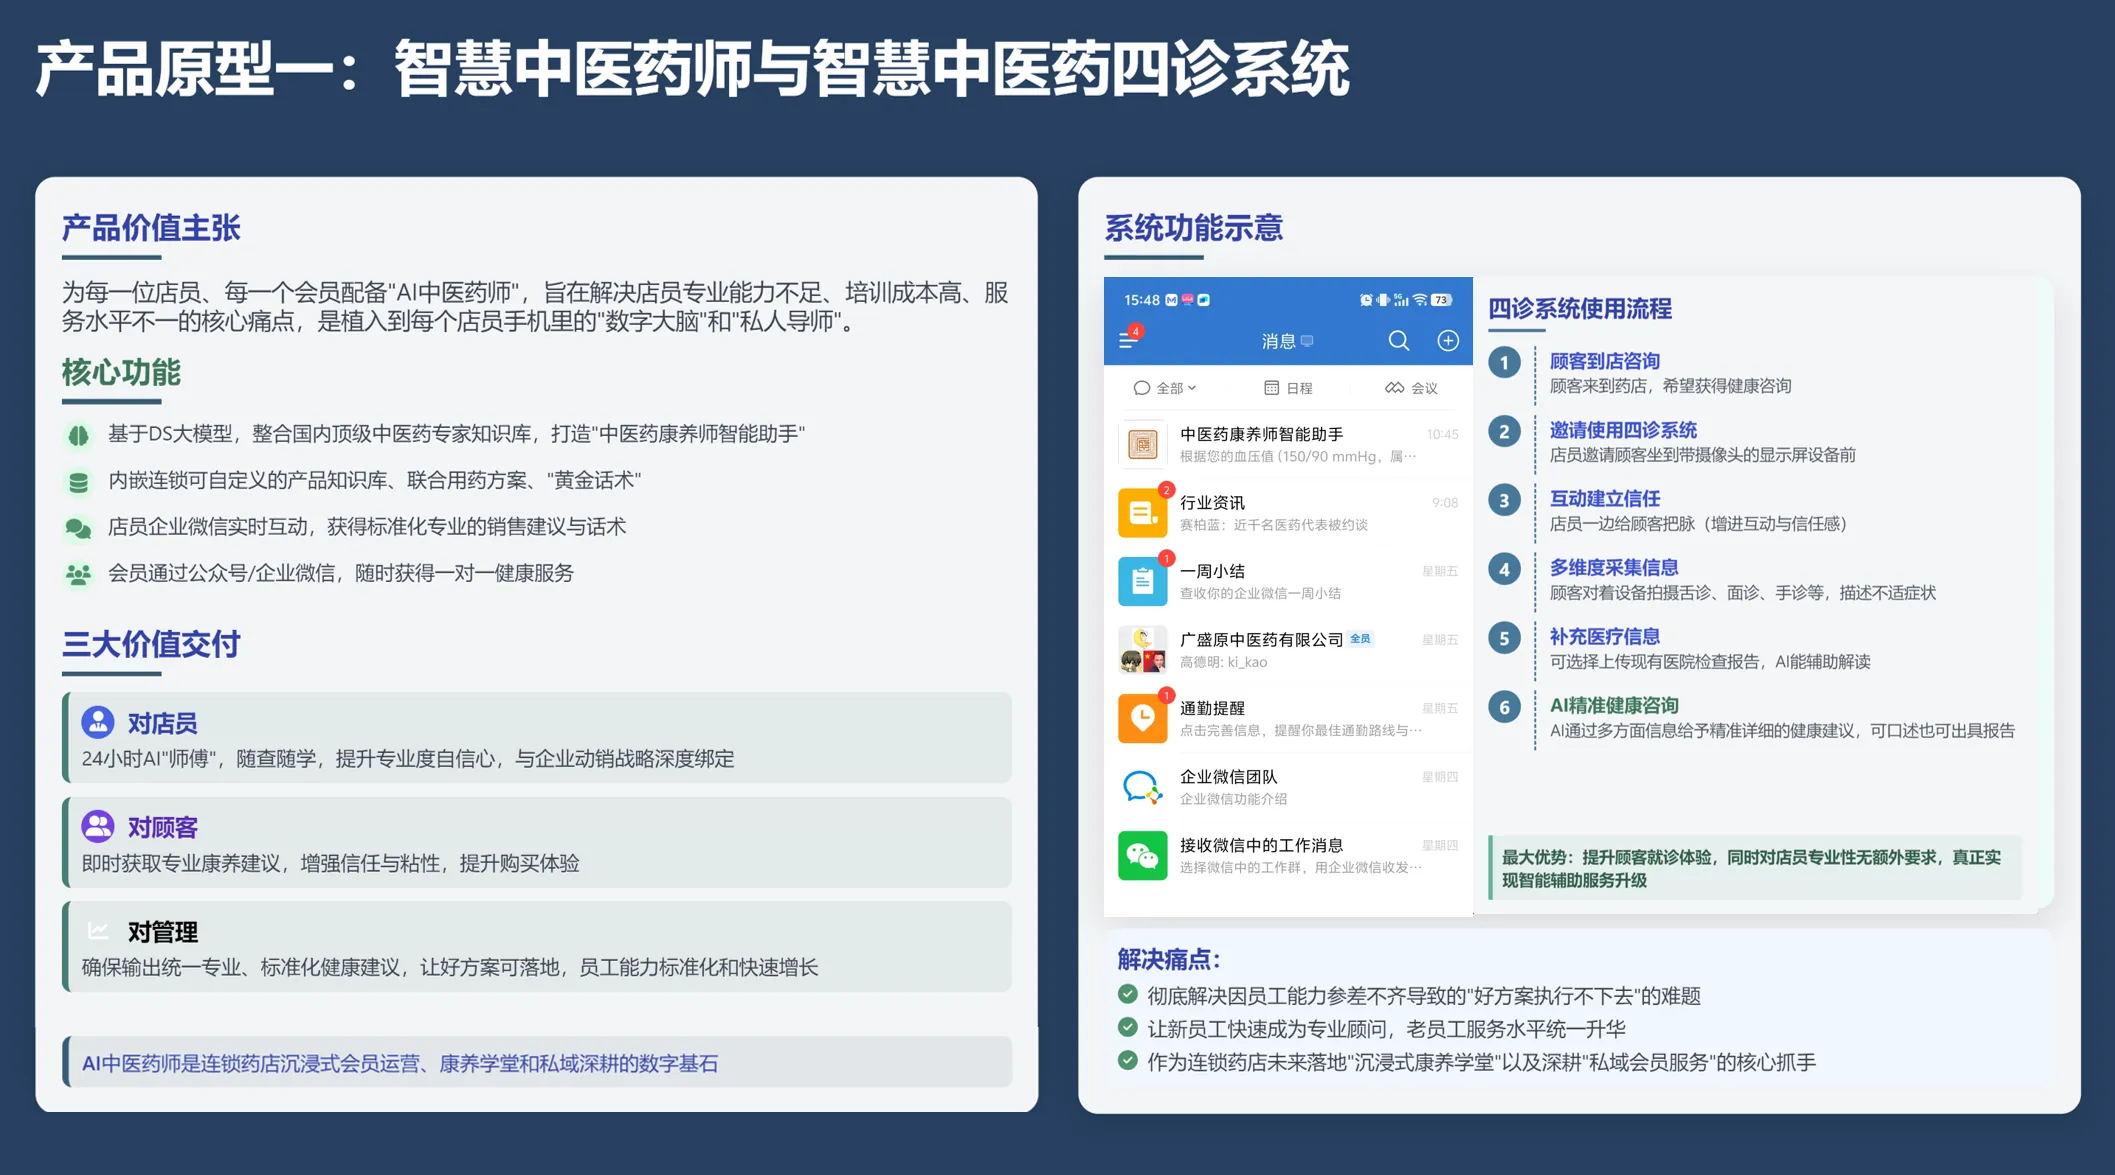 产品原型一：智慧中医药师与智慧中医药四诊系统
产品价值主张
为每一位店员、每一个会员配备"AI中医药师"，旨在解决店员专业能力不足、培训成本高、服
务水平不一的核心痛点，是植入到每个店员手机里的"数字大脑"和"私人导师"。
核心功能
基于DS大模型，整合国内顶级中医药专家知识库，打造"中医药康养师智能助手"
内嵌连锁可自定义的产品知识库、联合用药方案、"黄金话术"
店员企业微信实时互动，获得标准化专业的销售建议与话术
会员通过公众号/企业微信，随时获得一对一健康服务
三大价值交付
对店员
24小时AI"师傅"，随查随学，提升专业度自信心，与企业动销战略深度绑定
对顾客
即时获取专业康养建议，增强信任与粘性，提升购买体验
对管理
确保输出统一专业、标准化健康建议，让好方案可落地，员工能力标准化和快速增长
AI中医药师是连锁药店沉浸式会员运营、康养学堂和私域深耕的数字基石
系统功能示意
15:48 5G 73
4 消息
全部 日程 会议
中医药康养师智能助手 10:45
根据您的血压值 (150/90 mmHg，属…
2
行业资讯 9:08
赛柏蓝：近千名医药代表被约谈
1
一周小结 星期五
查收你的企业微信一周小结
广盛原中医药有限公司 全员 星期五
高德明: ki_kao
1
通勤提醒 星期五
点击完善信息，提醒你最佳通勤路线与…
企业微信团队 星期四
企业微信功能介绍
接收微信中的工作消息 星期四
选择微信中的工作群，用企业微信收发…
四诊系统使用流程
1 顾客到店咨询
顾客来到药店，希望获得健康咨询
2 邀请使用四诊系统
店员邀请顾客坐到带摄像头的显示屏设备前
3 互动建立信任
店员一边给顾客把脉（增进互动与信任感）
4 多维度采集信息
顾客对着设备拍摄舌诊、面诊、手诊等，描述不适症状
5 补充医疗信息
可选择上传现有医院检查报告，AI能辅助解读
6 AI精准健康咨询
AI通过多方面信息给予精准详细的健康建议，可口述也可出具报告
最大优势：提升顾客就诊体验，同时对店员专业性无额外要求，真正实
现智能辅助服务升级
解决痛点：
彻底解决因员工能力参差不齐导致的"好方案执行不下去"的难题
让新员工快速成为专业顾问，老员工服务水平统一升华
作为连锁药店未来落地"沉浸式康养学堂"以及深耕"私域会员服务"的核心抓手